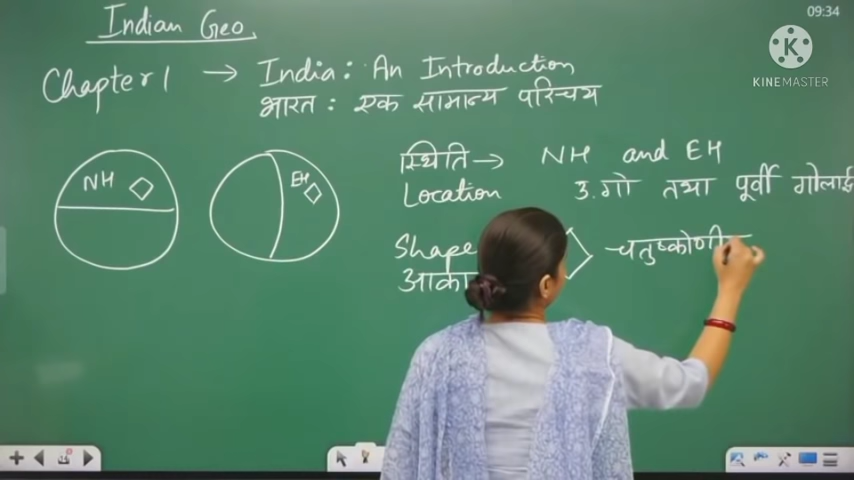 09:34
KINEMASTER
Indian Geo.
Chapter 1 → India: An Introduction
भारत : एक सामान्य परिचय
NH
EH
स्थिति → NH and EH
Location उ.गो तथा पूर्वी गोलार्द्ध
Shape
आका
चतुष्कोणीय